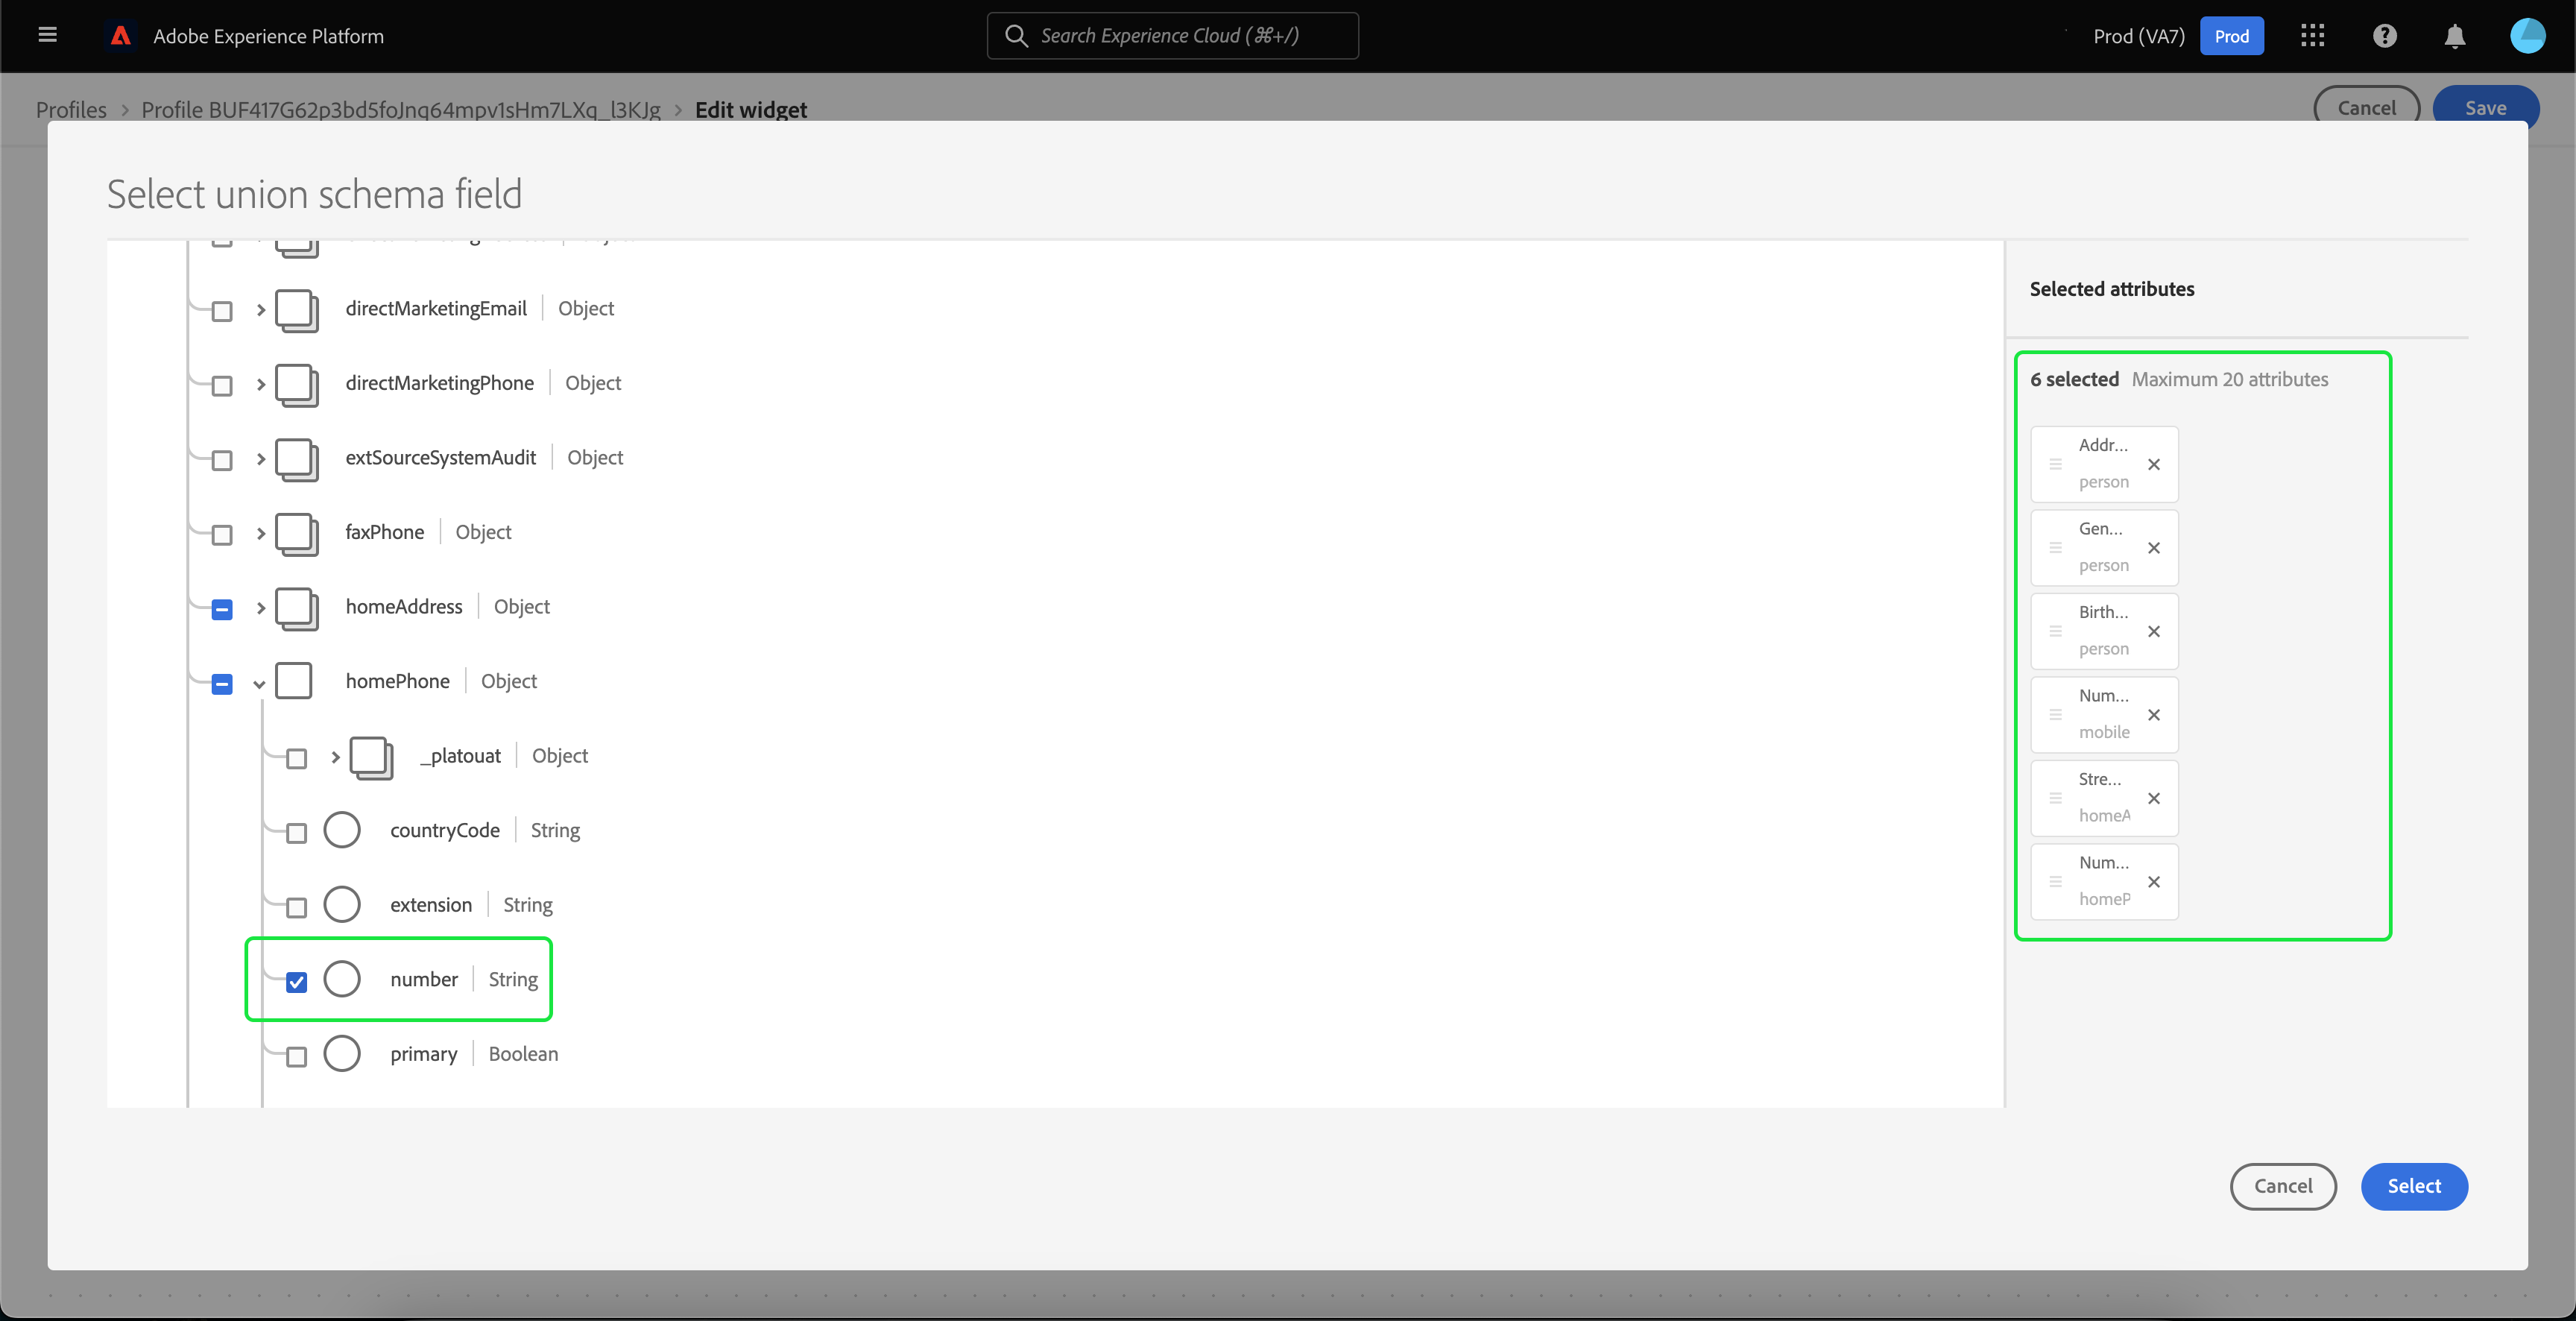 Adobe Experience Platform
Search Experience Cloud (⌘+/)
Prod (VA7)
Prod
Profiles > Profile BUF417G62p3bd5foJnq64mpv1sHm7LXq_l3KJg > Edit widget
Cancel
Save
Select union schema field
directMarketingEmail | Object
directMarketingPhone | Object
extSourceSystemAudit | Object
faxPhone | Object
homeAddress | Object
homePhone | Object
_platouat | Object
countryCode | String
extension | String
number | String
primary | Boolean
Selected attributes
6 selected Maximum 20 attributes
Addr...
person
Gen...
person
Birth...
person
Num...
mobile
Stre...
homeA
Num...
homeP
Cancel
Select